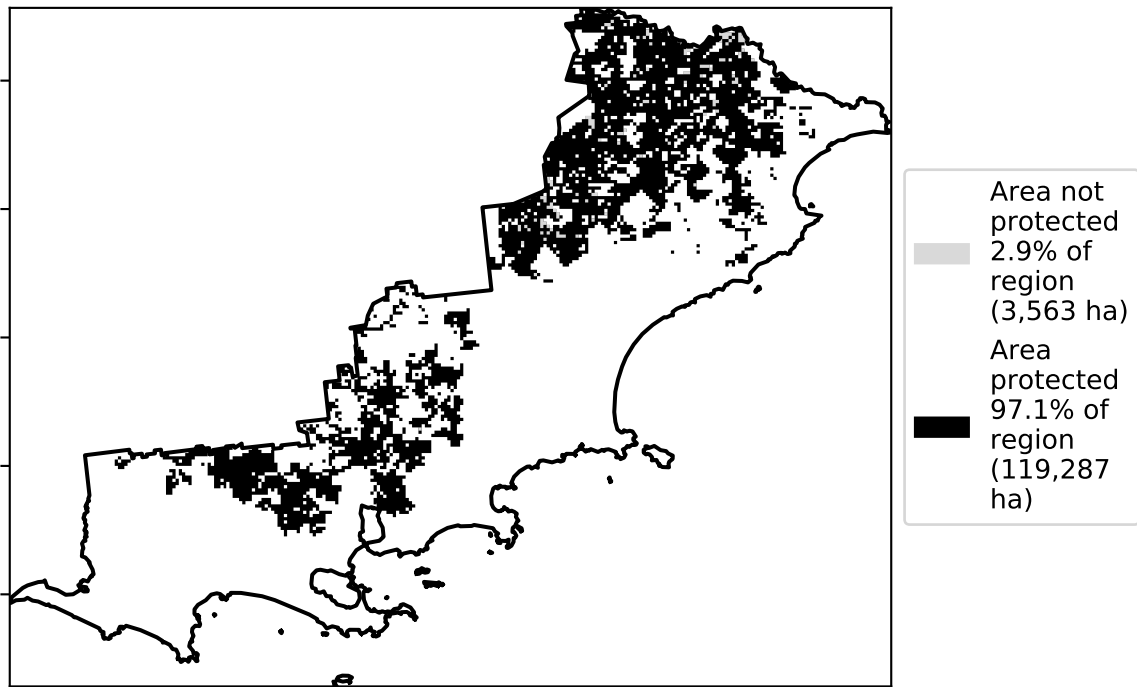 Area not
protected
2.9% of
region
(3,563 ha)
Area
protected
97.1% of
region
(119,287
ha)